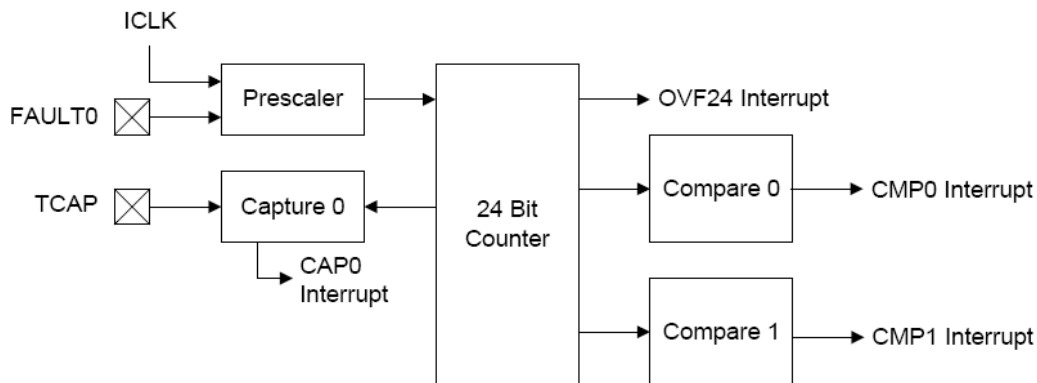 ICLK
FAULT0
Prescaler
OVF24 Interrupt
TCAP
Capture 0
24 Bit
Counter
Compare 0
CMP0 Interrupt
CAP0
Interrupt
Compare 1
CMP1 Interrupt